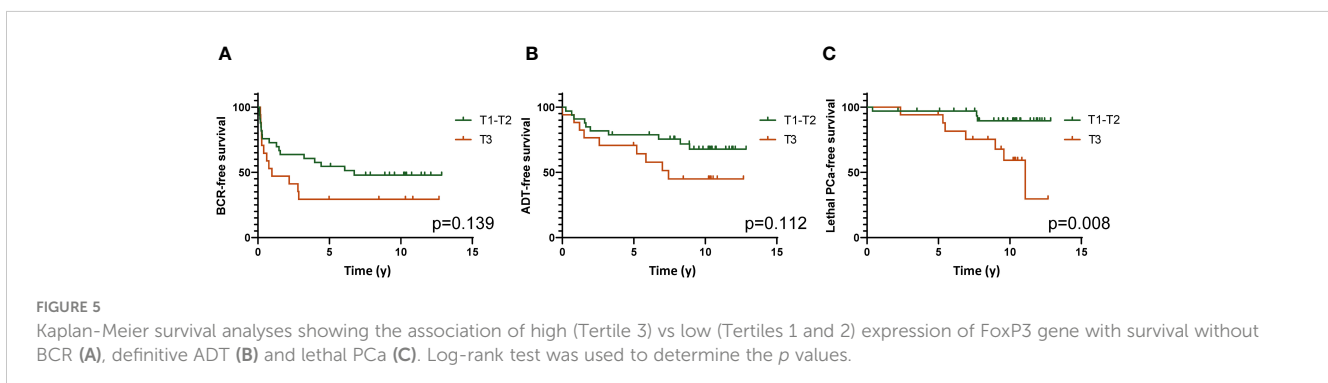 A
B
C
100
50
0
BCR-free survival
0
5
10
15
Time (y)
T1-T2
T3
p=0.139
100
50
0
ADT-free survival
0
5
10
15
Time (y)
T1-T2
T3
p=0.112
100
50
0
Lethal PCa-free survival
0
5
10
15
Time (y)
T1-T2
T3
p=0.008
FIGURE 5
Kaplan-Meier survival analyses showing the association of high (Tertile 3) vs low (Tertiles 1 and 2) expression of FoxP3 gene with survival without
BCR (A), definitive ADT (B) and lethal PCa (C). Log-rank test was used to determine the p values.